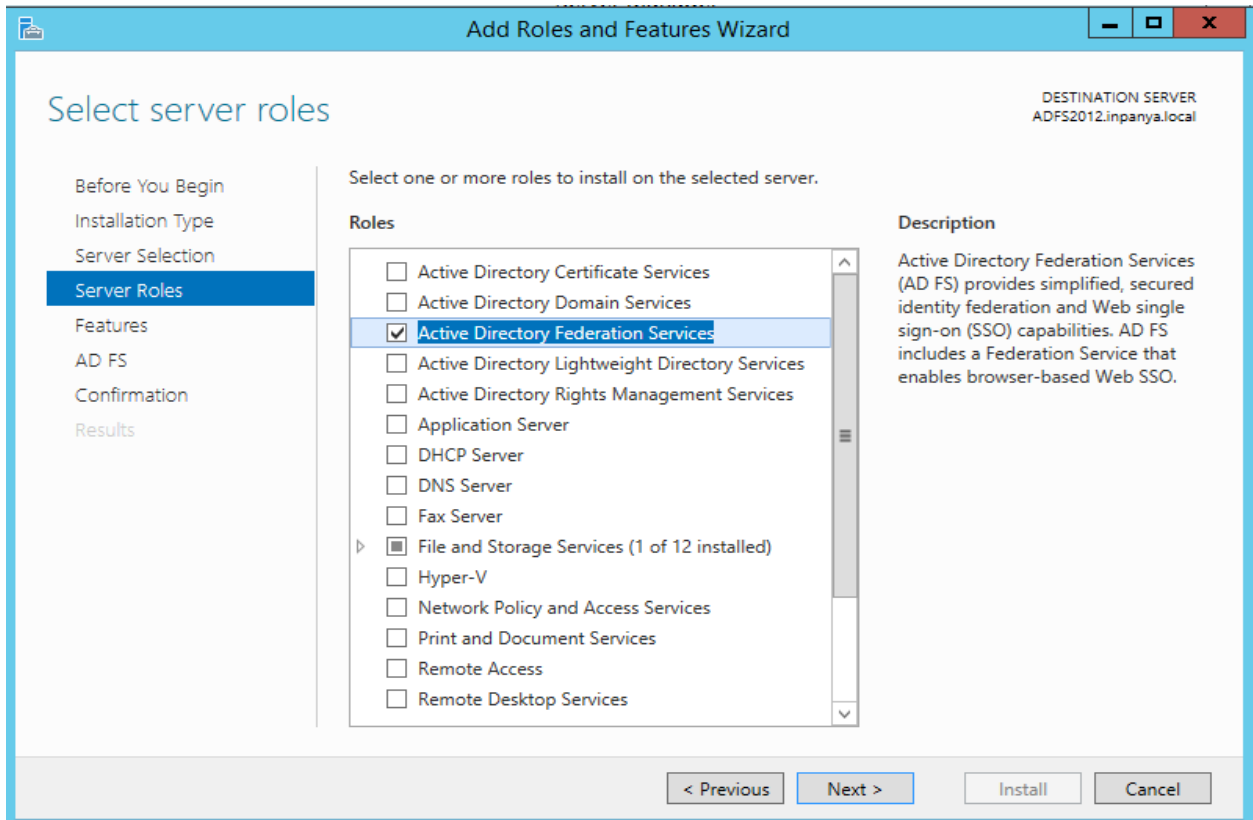 Add Roles and Features Wizard
Select server roles
DESTINATION SERVER
ADFS2012.inpanya.local
Before You Begin
Installation Type
Server Selection
Server Roles
Features
AD FS
Confirmation
Results
Select one or more roles to install on the selected server.
Roles
Active Directory Certificate Services
Active Directory Domain Services
Active Directory Federation Services
Active Directory Lightweight Directory Services
Active Directory Rights Management Services
Application Server
DHCP Server
DNS Server
Fax Server
File and Storage Services (1 of 12 installed)
Hyper-V
Network Policy and Access Services
Print and Document Services
Remote Access
Remote Desktop Services
Description
Active Directory Federation Services
(AD FS) provides simplified, secured
identity federation and Web single
sign-on (SSO) capabilities. AD FS
includes a Federation Service that
enables browser-based Web SSO.
< Previous
Next >
Install
Cancel